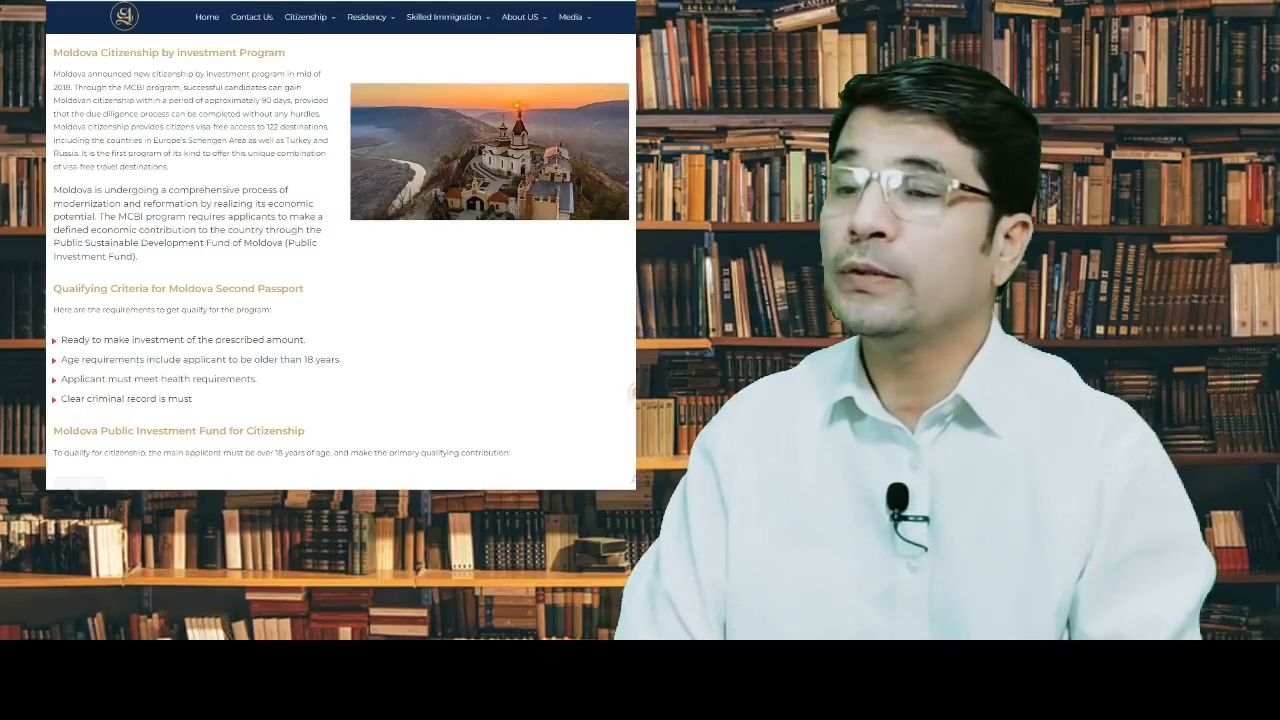 Home Contact Us Citizenship Residency Skilled Immigration About US Media
Moldova Citizenship by investment Program
Moldova announced new citizenship by investment program in mid of
2018. Through the MCBI program, successful candidates can gain
Moldovan citizenship within a period of approximately 90 days, provided
that the due diligence process can be completed without any hurdles.
Moldova citizenship provides citizens visa-free access to 122 destinations,
including the countries in Europe's Schengen Area as well as Turkey and
Russia. It is the first program of its kind to offer this unique combination
of visa-free travel destinations.
Moldova is undergoing a comprehensive process of
modernization and reformation by realizing its economic
potential. The MCBI program requires applicants to make a
defined economic contribution to the country through the
Public Sustainable Development Fund of Moldova (Public
Investment Fund).
Qualifying Criteria for Moldova Second Passport
Here are the requirements to get qualify for the program:
Ready to make investment of the prescribed amount.
Age requirements include applicant to be older than 18 years.
Applicant must meet health requirements.
Clear criminal record is must
Moldova Public Investment Fund for Citizenship
To qualify for citizenship, the main applicant must be over 18 years of age, and make the primary qualifying contribution: